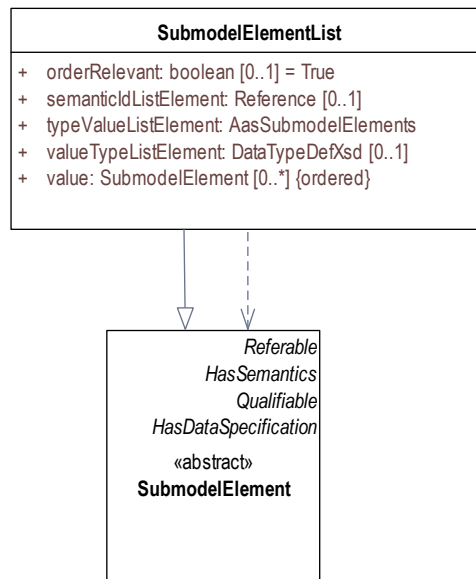 SubmodelElementList
+ orderRelevant: boolean [0..1] = True
+ semanticIdListElement: Reference [0..1]
+ typeValueListElement: AasSubmodelElements
+ valueTypeListElement: DataTypeDefXsd [0..1]
+ value: SubmodelElement [0..*] {ordered}
Referable
HasSemantics
Qualifiable
HasDataSpecification
«abstract»
SubmodelElement